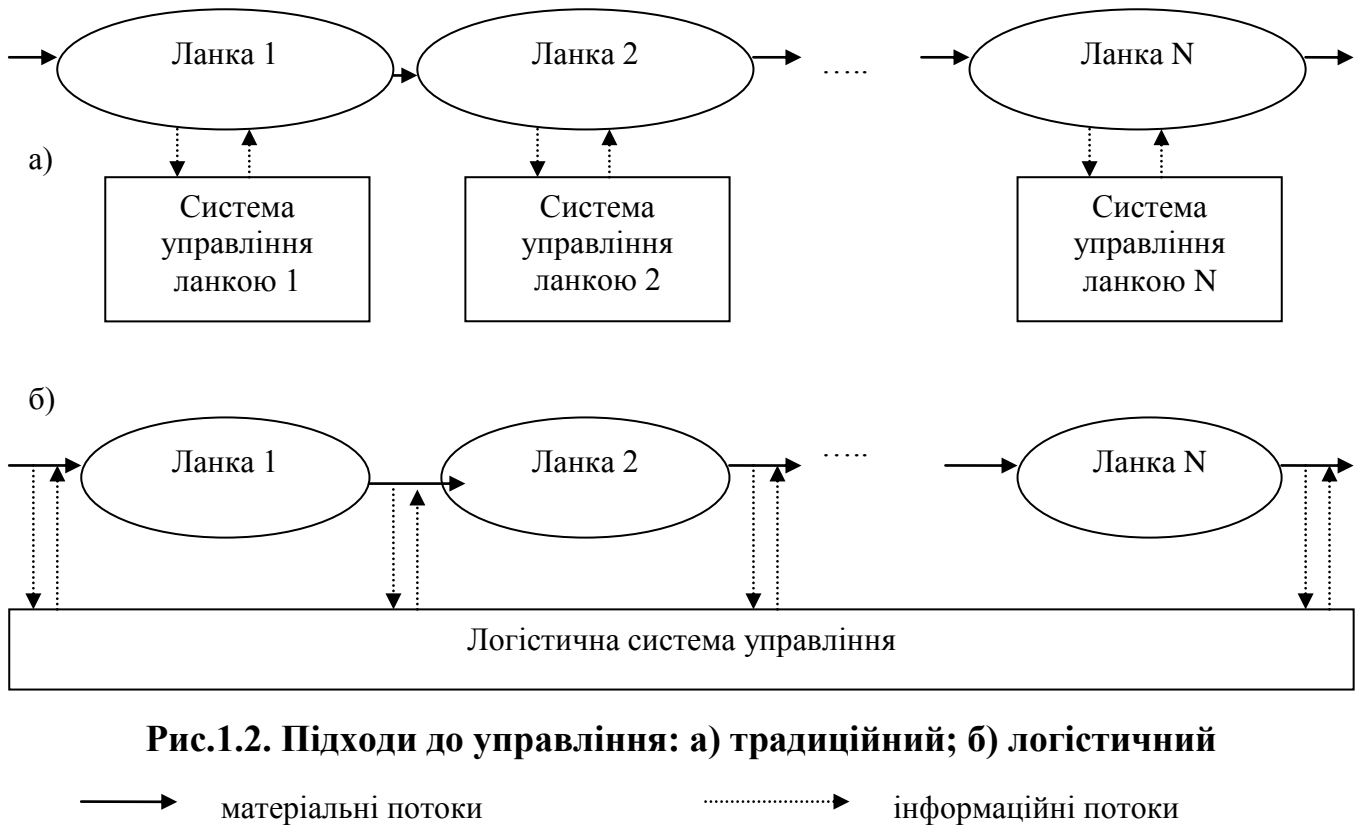 Ланка 1
Ланка 2
.....
Ланка N
а)
Система
управління
ланкою 1
Система
управління
ланкою 2
Система
управління
ланкою N
б)
Ланка 1
Ланка 2
.....
Ланка N
Логістична система управління
Рис.1.2. Підходи до управління: а) традиційний; б) логістичний
матеріальні потоки
інформаційні потоки